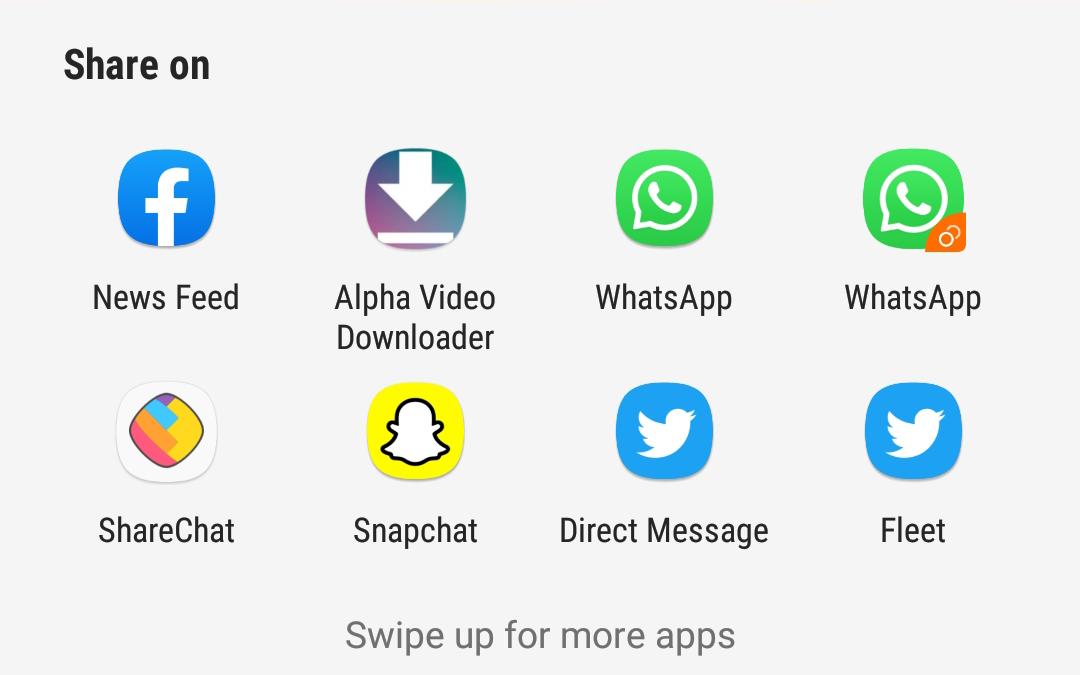 Share on
News Feed
Alpha Video
Downloader
WhatsApp
WhatsApp
ShareChat
Snapchat
Direct Message
Fleet
Swipe up for more apps